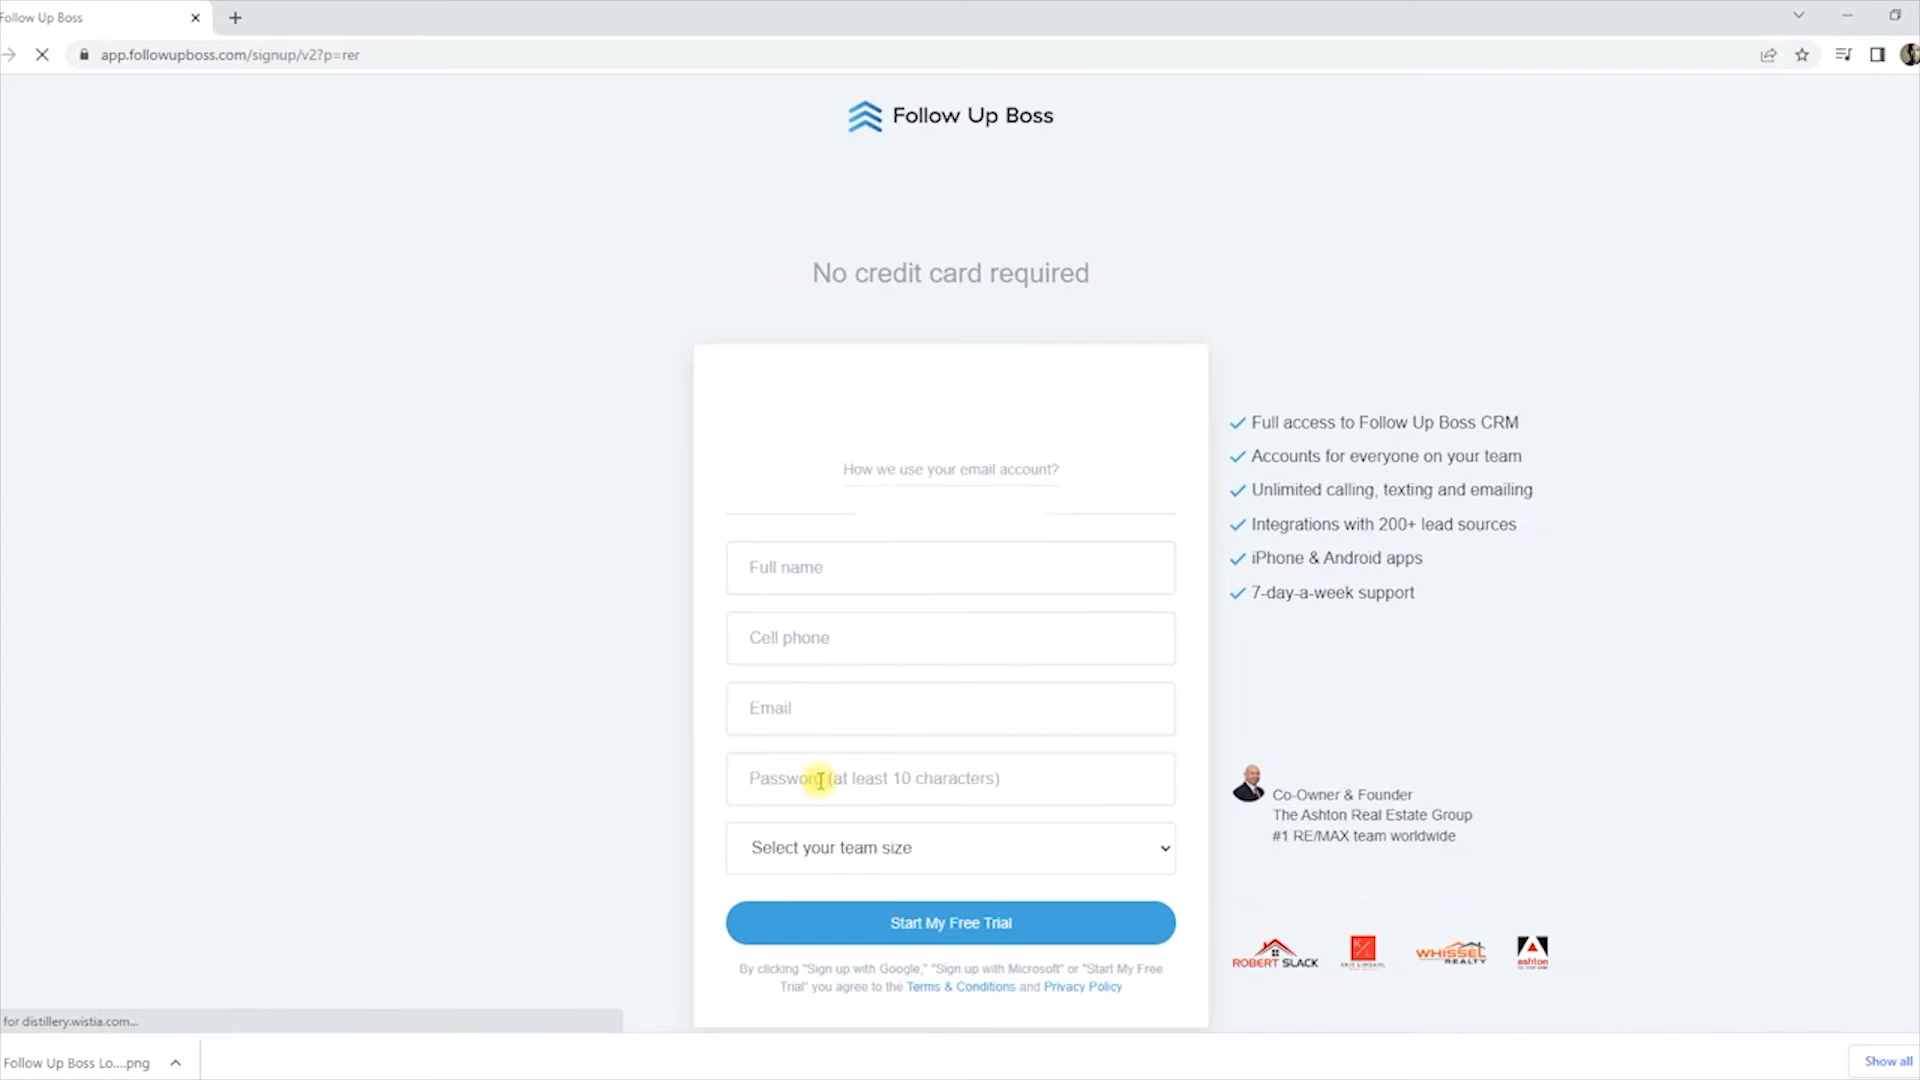 Follow Up Boss
app.followupboss.com/signup/v2?p=rer
Follow Up Boss
No credit card required
How we use your email account?
Full name
Cell phone
Email
Password (at least 10 characters)
Select your team size
Start My Free Trial
By clicking "Sign up with Google," "Sign up with Microsoft" or "Start My Free
Trial" you agree to the Terms & Conditions and Privacy Policy
Full access to Follow Up Boss CRM
Accounts for everyone on your team
Unlimited calling, texting and emailing
Integrations with 200+ lead sources
iPhone & Android apps
7-day-a-week support
Co-Owner & Founder
The Ashton Real Estate Group
#1 RE/MAX team worldwide
ROBERT SLACK
WHISSEL
REALTY
ashton
for distillery.wistia.com...
Follow Up Boss Lo....png
Show all